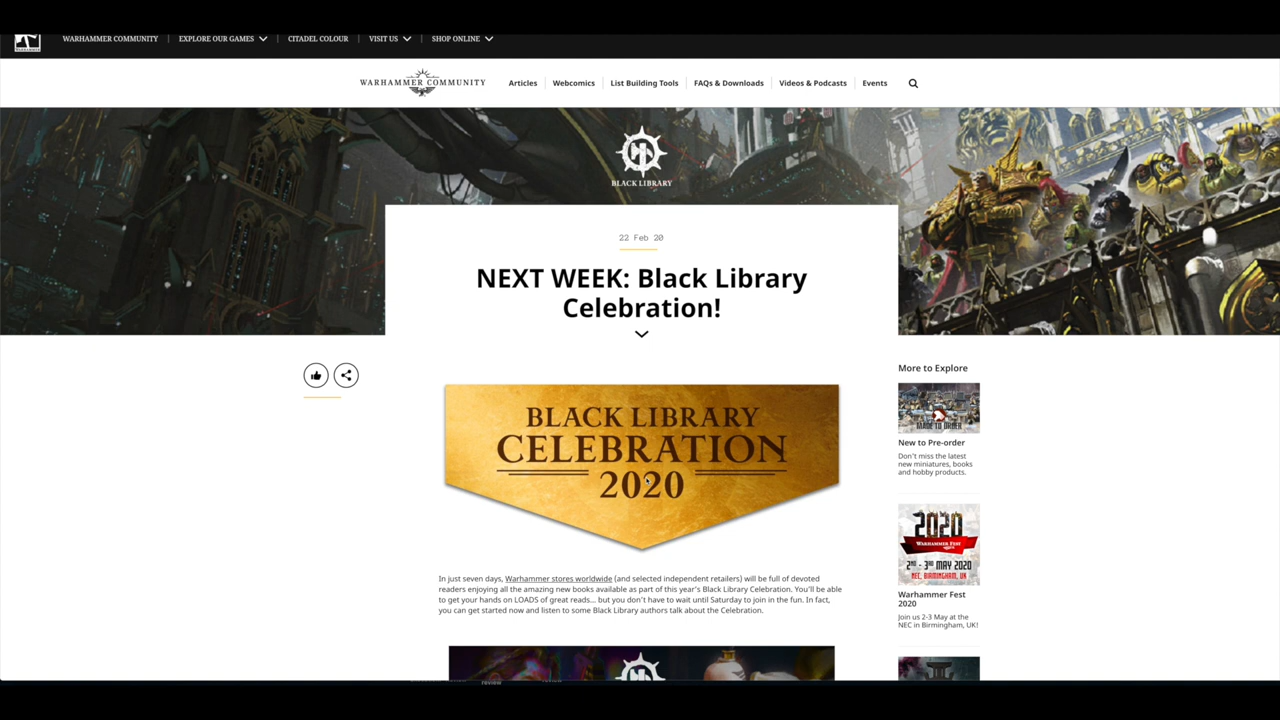 WARHAMMER COMMUNITY
EXPLORE OUR GAMES
CITADEL COLOUR
VISIT US
SHOP ONLINE
WARHAMMER COMMUNITY
Articles
Webcomics
List Building Tools
FAQs & Downloads
Videos & Podcasts
Events
BLACK LIBRARY
22 Feb 20
NEXT WEEK: Black Library
Celebration!
BLACK LIBRARY
CELEBRATION
2020
In just seven days, Warhammer stores worldwide (and selected independent retailers) will be full of devoted
readers enjoying all the amazing new books available as part of this year's Black Library Celebration. You'll be able
to get your hands on LOADS of great reads... but you don't have to wait until Saturday to join in the fun. In fact,
you can get started now and listen to some Black Library authors talk about the Celebration.
More to Explore
MADE TO ORDER
New to Pre-order
Don't miss the latest
new miniatures, books
and hobby products.
2020
WARHAMMER FEST
2ND - 3RD MAY 2020
NEC, BIRMINGHAM, UK
Warhammer Fest
2020
Join us 2-3 May at the
NEC in Birmingham, UK!
review